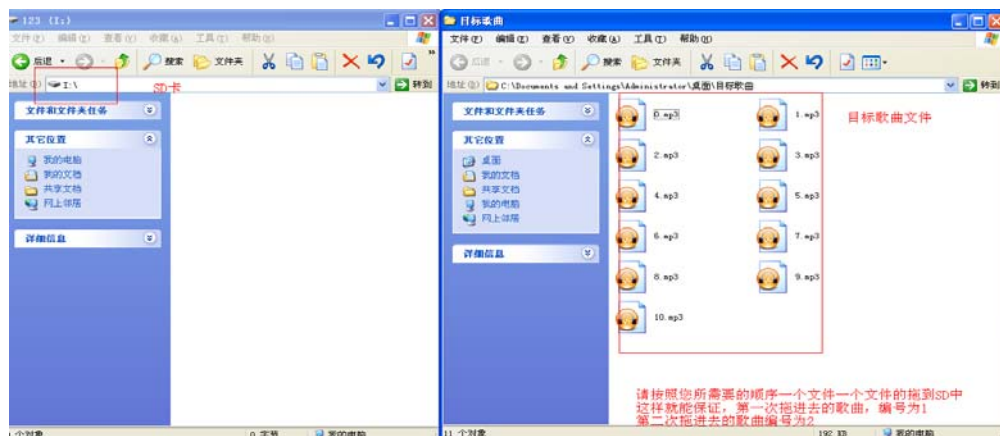 123 (I:)
文件(F) 编辑(E) 查看(V) 收藏(A) 工具(T) 帮助(H)
后退 搜索 文件夹
地址(D) I:\ 转到
SD卡
文件和文件夹任务
其它位置
我的电脑
我的文档
共享文档
网上邻居
详细信息
个对象 0 字节 我的电脑
目标歌曲
文件(F) 编辑(E) 查看(V) 收藏(A) 工具(T) 帮助(H)
后退 搜索 文件夹
地址(D) C:\Documents and Settings\Administrator\桌面\目标歌曲 转到
文件和文件夹任务
其它位置
桌面
我的文档
共享文档
我的电脑
网上邻居
详细信息
0.mp3 1.mp3
目标歌曲文件
2.mp3 3.mp3
4.mp3 5.mp3
6.mp3 7.mp3
8.mp3 9.mp3
10.mp3
请按照您所需要的顺序一个文件一个文件的拖到SD中
这样就能保证，第一次拖进去的歌曲，编号为1
第二次拖进去的歌曲编号为2
11 个对象 192 KB 我的电脑